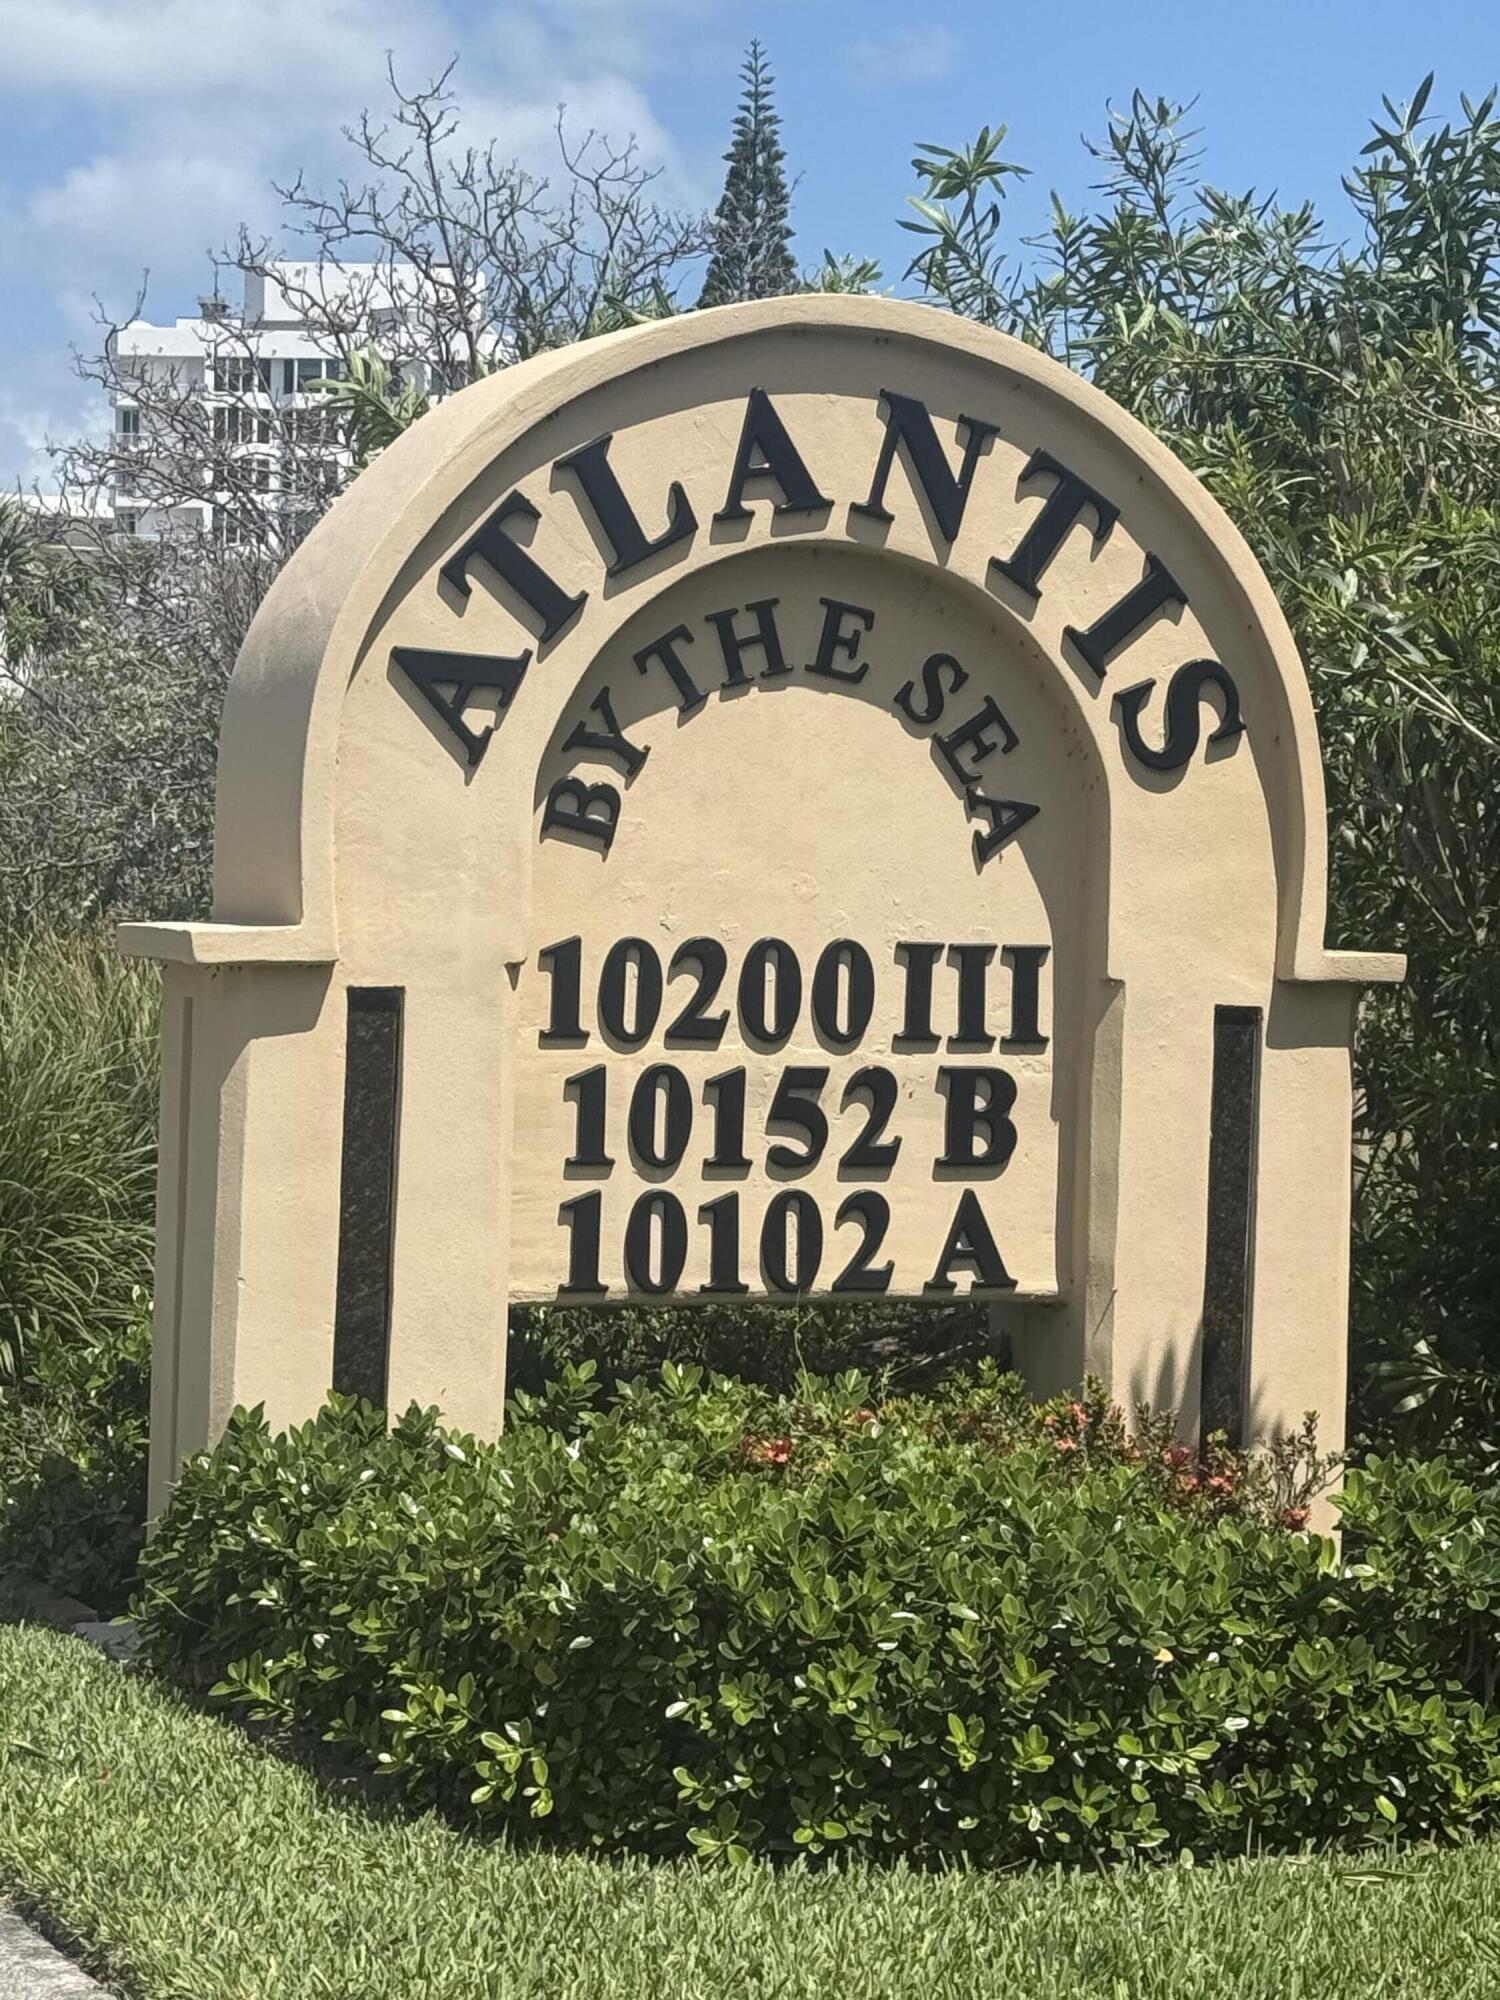 ATLANTIS
BY THE SEA
10200 III
10152 B
10102 A